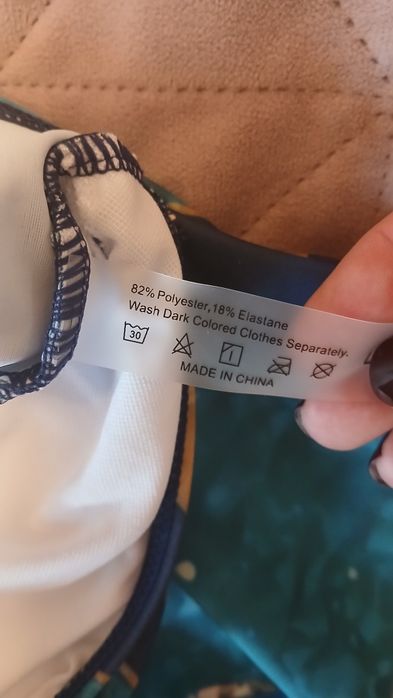 82% Polyester,18% Elastane
Wash Dark Colored Clothes Separately.
30
MADE IN CHINA